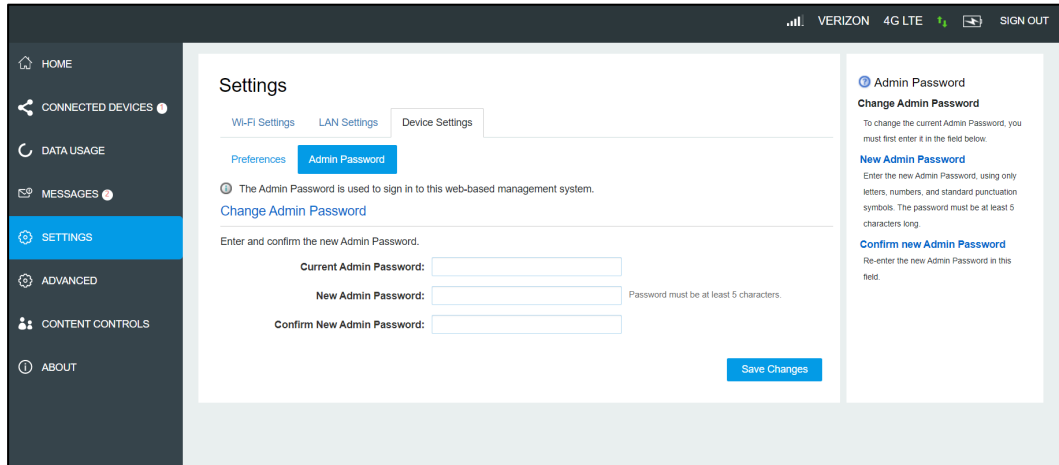 VERIZON 4G LTE SIGN OUT
HOME
CONNECTED DEVICES 1
DATA USAGE
MESSAGES 2
SETTINGS
ADVANCED
CONTENT CONTROLS
ABOUT
Settings
Wi-Fi Settings LAN Settings Device Settings
Preferences Admin Password
The Admin Password is used to sign in to this web-based management system.
Change Admin Password
Enter and confirm the new Admin Password.
Current Admin Password:
New Admin Password: Password must be at least 5 characters.
Confirm New Admin Password:
Save Changes
Admin Password
Change Admin Password
To change the current Admin Password, you
must first enter it in the field below.
New Admin Password
Enter the new Admin Password, using only
letters, numbers, and standard punctuation
symbols. The password must be at least 5
characters long.
Confirm new Admin Password
Re-enter the new Admin Password in this
field.